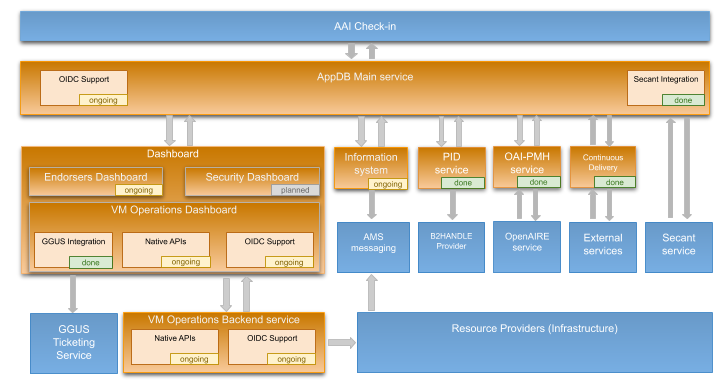 AAI Check-in
AppDB Main service
OIDC Support
ongoing
Secant Integration
done
Dashboard
Endorsers Dashboard
ongoing
Security Dashboard
planned
VM Operations Dashboard
GGUS Integration
done
Native APIs
ongoing
OIDC Support
ongoing
Information
system
ongoing
PID
service
done
OAI-PMH
service
done
Continuous
Delivery
done
AMS
messaging
B2HANDLE
Provider
OpenAIRE
service
External
services
Secant
service
GGUS
Ticketing
Service
VM Operations Backend service
Native APIs
ongoing
OIDC Support
ongoing
Resource Providers (Infrastructure)